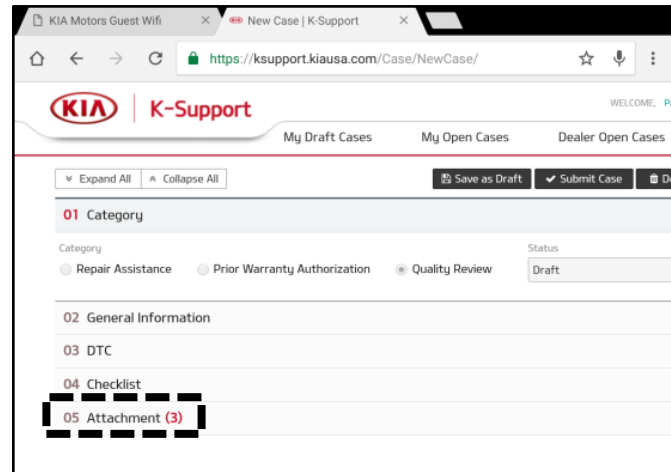 KIA Motors Guest Wifi
New Case | K-Support
https://ksupport.kiausa.com/Case/NewCase/
KIA K-Support
WELCOME,
My Draft Cases My Open Cases Dealer Open Cases
Expand All Collapse All Save as Draft Submit Case
01 Category
Category Status
Repair Assistance Prior Warranty Authorization Quality Review Draft
02 General Information
03 DTC
04 Checklist
05 Attachment (3)